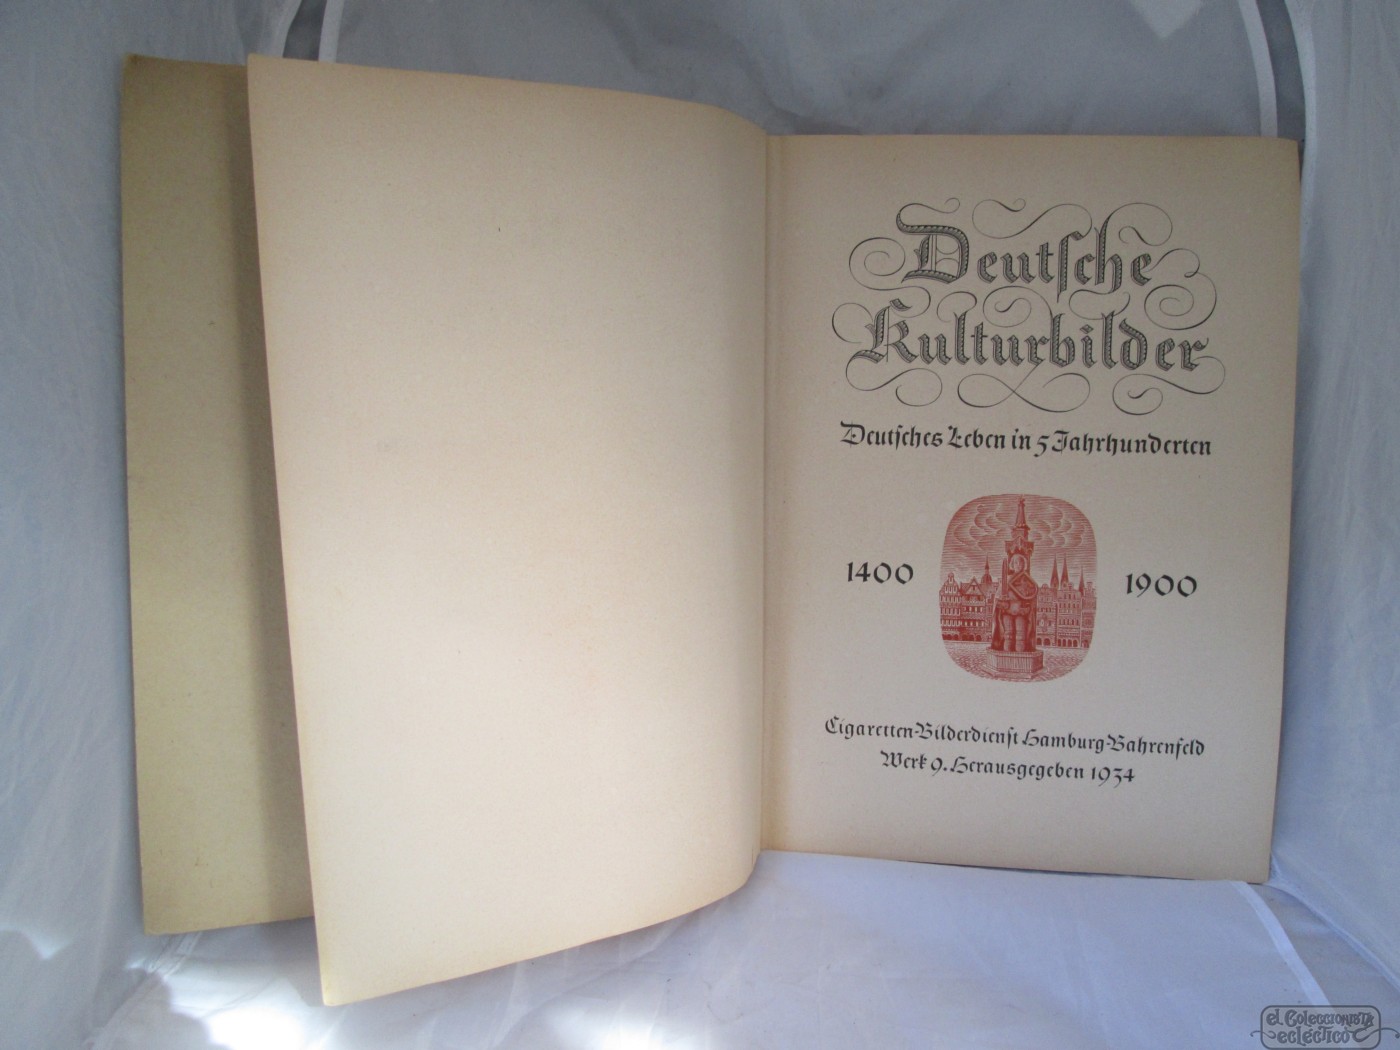 Deutsche
Kulturbilder
Deutsches Leben in 5 Jahrhunderten
1400 1900
Cigaretten-Bilderdienst Hamburg-Bahrenfeld
Werk 9. Herausgegeben 1934
el Coleccionista
eclectico